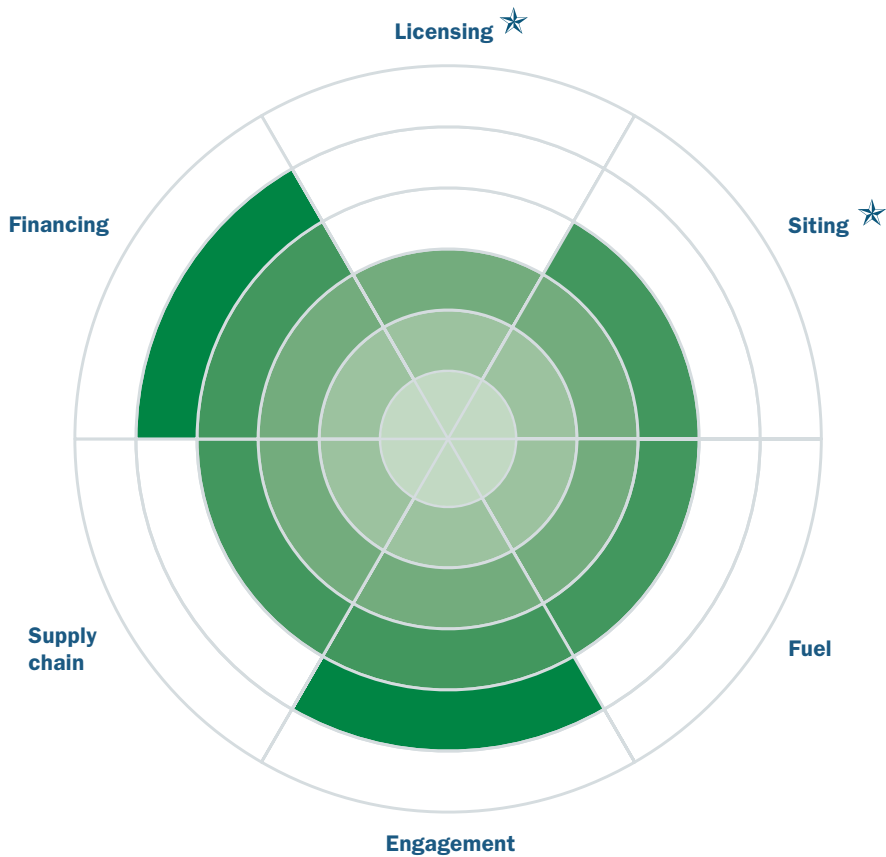 Licensing
Financing
Siting
Supply
chain
Fuel
Engagement